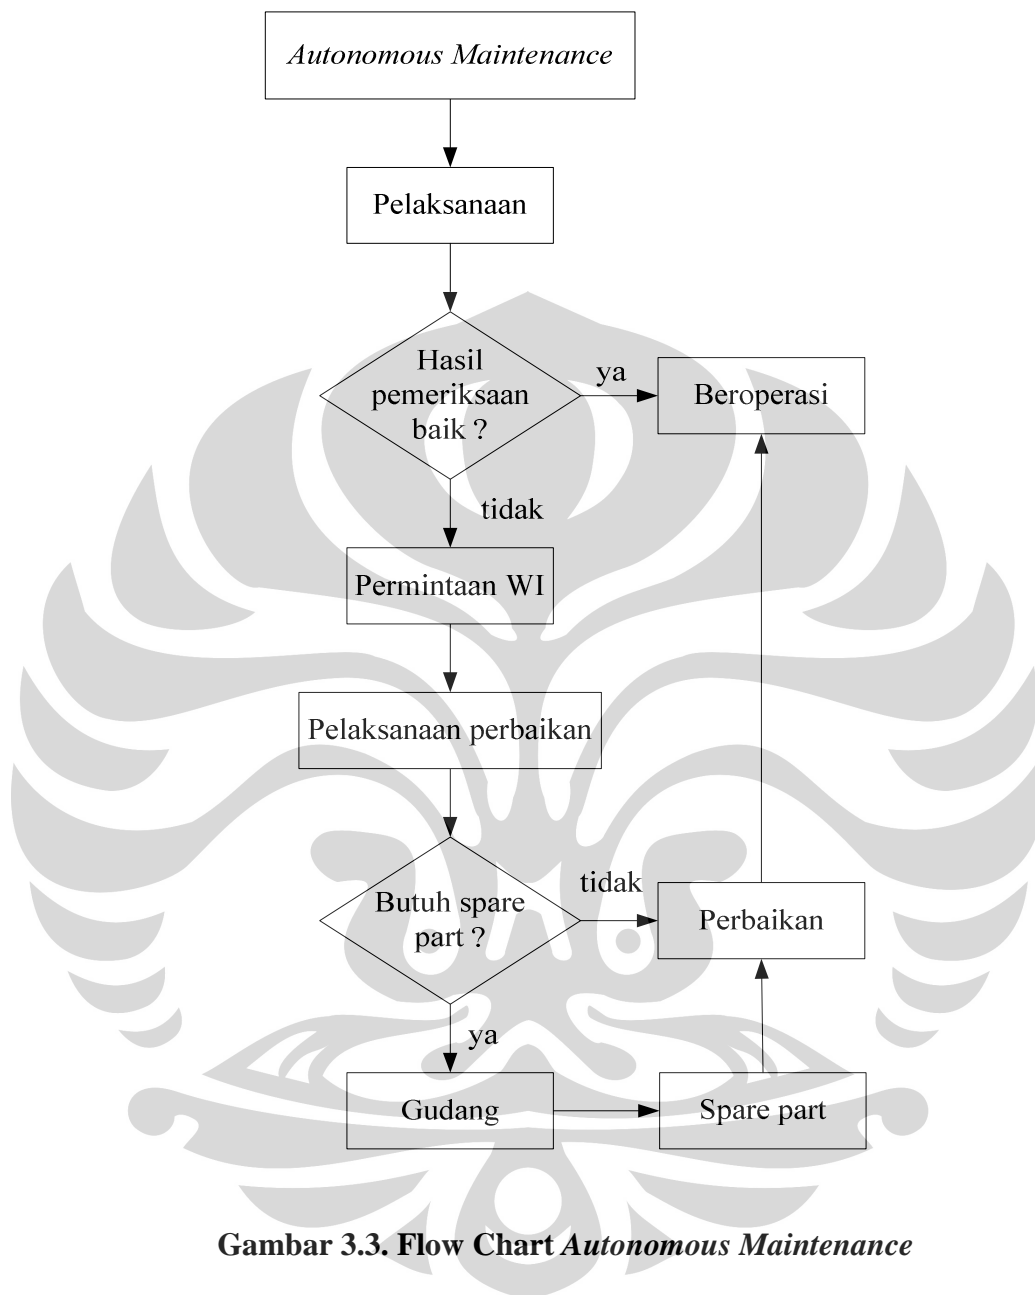 Autonomous Maintenance
Pelaksanaan
Hasil
pemeriksaan
baik ?
ya
Beroperasi
tidak
Permintaan WI
Pelaksanaan perbaikan
Butuh spare
part ?
tidak
Perbaikan
ya
Gudang
Spare part
Gambar 3.3. Flow Chart Autonomous Maintenance